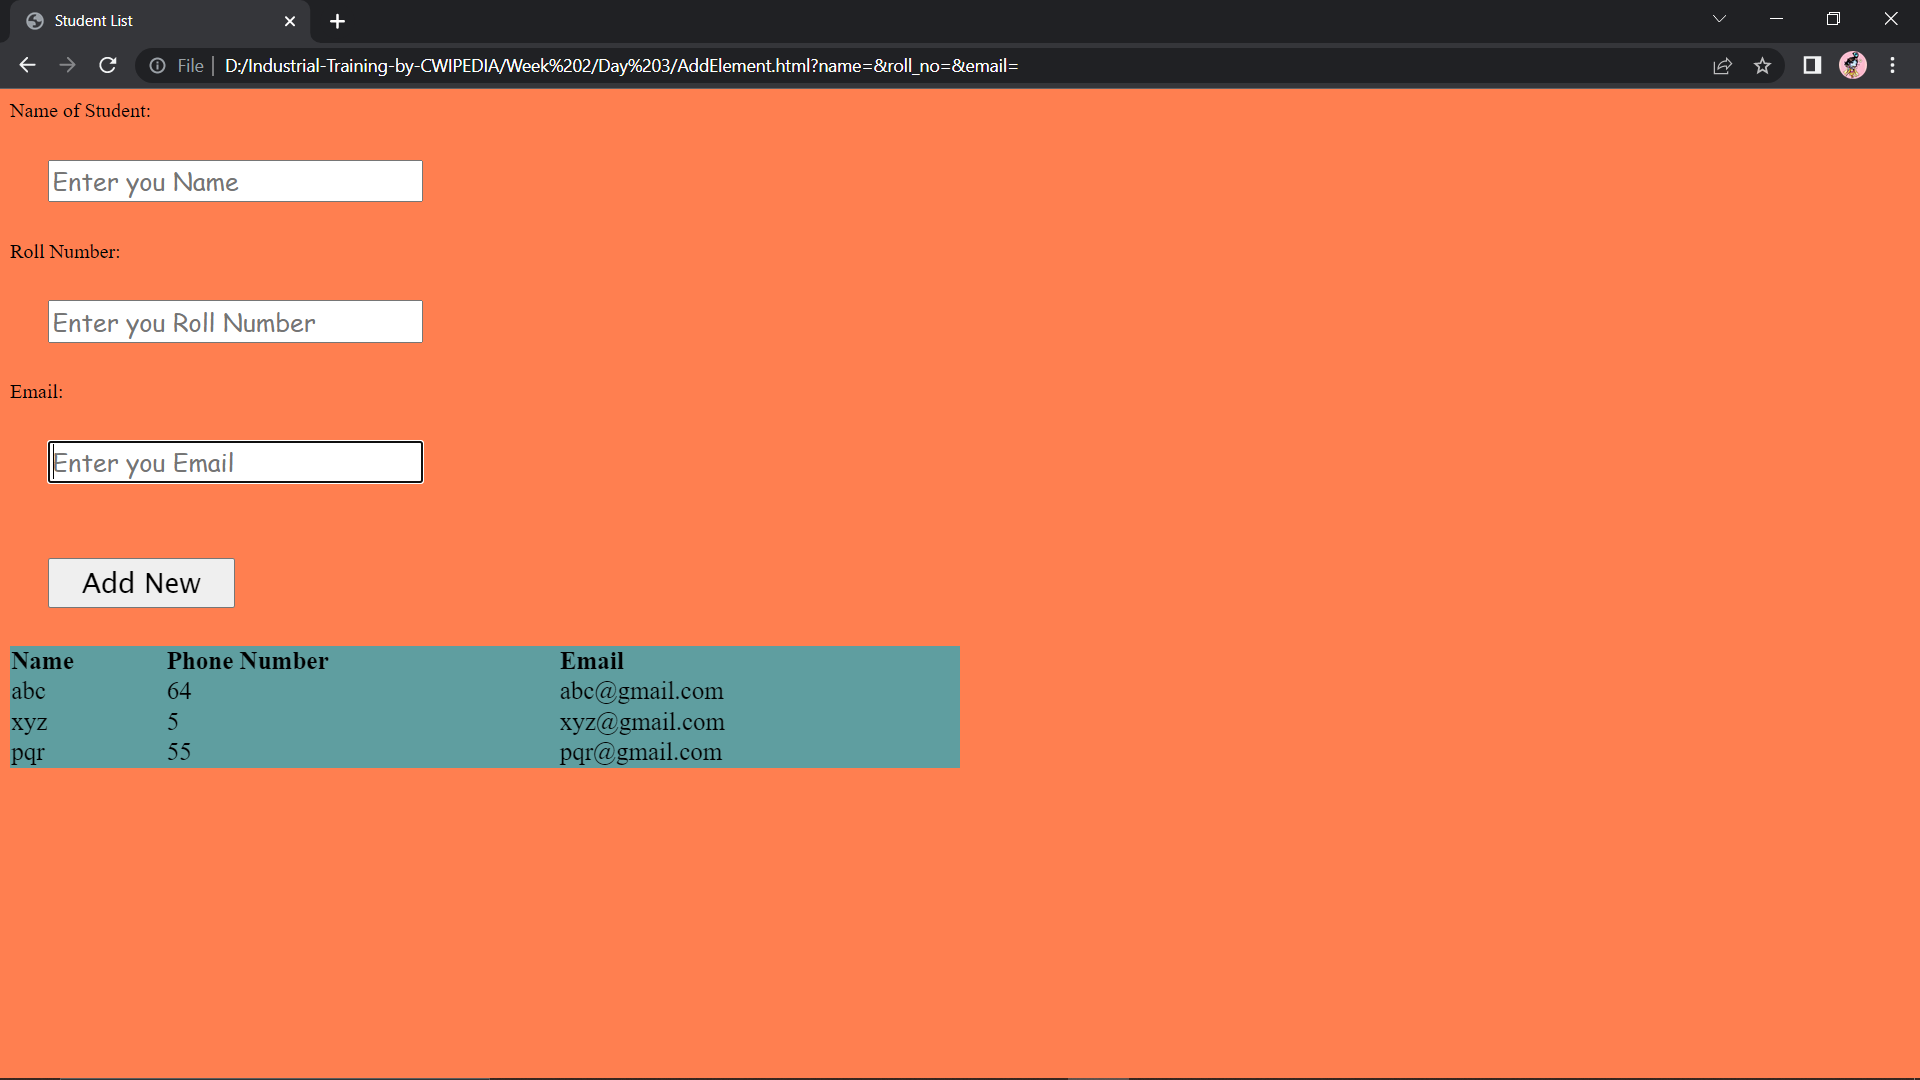 Student List
File
D:/Industrial-Training-by-CWIPEDIA/Week%202/Day%203/AddElement.html?name=&roll_no=&email=
Name of Student:
Enter you Name
Roll Number:
Enter you Roll Number
Email:
Enter you Email
Add New
Name Phone Number Email
abc 64 abc@gmail.com
xyz 5 xyz@gmail.com
pqr 55 pqr@gmail.com